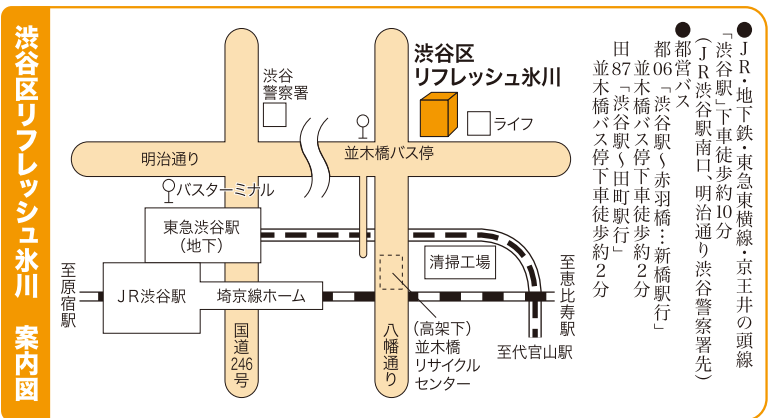 渋谷区リフレッシュ氷川 案内図
●JR・地下鉄・東急東横線・京王井の頭線
「渋谷駅」下車徒歩約10分
(JR渋谷駅南口、明治通り渋谷警察署先)
●都営バス
都06「渋谷駅～赤羽橋…新橋駅行」
並木橋バス停下車徒歩約2分
田87「渋谷駅～田町駅行」
並木橋バス停下車徒歩約2分
渋谷区
リフレッシュ氷川
渋谷
警察署
ライフ
明治通り
並木橋バス停
バスターミナル
東急渋谷駅
(地下)
清掃工場
至原宿駅
JR渋谷駅
埼京線ホーム
至恵比寿駅
国道246号
八幡通り
(高架下)
並木橋
リサイクル
センター
至代官山駅